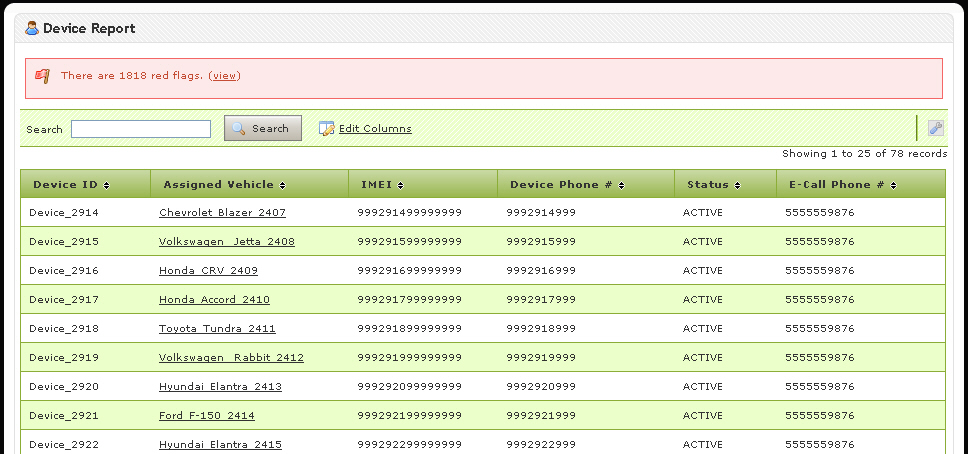 Device Report
There are 1818 red flags. (view)
Search Search Edit Columns
Showing 1 to 25 of 78 records
Device ID Assigned Vehicle IMEI Device Phone # Status E-Call Phone #
Device_2914 Chevrolet Blazer 2407 999291499999999 9992914999 ACTIVE 5555559876
Device_2915 Volkswagen Jetta 2408 999291599999999 9992915999 ACTIVE 5555559876
Device_2916 Honda CRV 2409 999291699999999 9992916999 ACTIVE 5555559876
Device_2917 Honda Accord 2410 999291799999999 9992917999 ACTIVE 5555559876
Device_2918 Toyota Tundra 2411 999291899999999 9992918999 ACTIVE 5555559876
Device_2919 Volkswagen Rabbit 2412 999291999999999 9992919999 ACTIVE 5555559876
Device_2920 Hyundai Elantra 2413 999292099999999 9992920999 ACTIVE 5555559876
Device_2921 Ford F-150 2414 999292199999999 9992921999 ACTIVE 5555559876
Device_2922 Hyundai Elantra 2415 999292299999999 9992922999 ACTIVE 5555559876